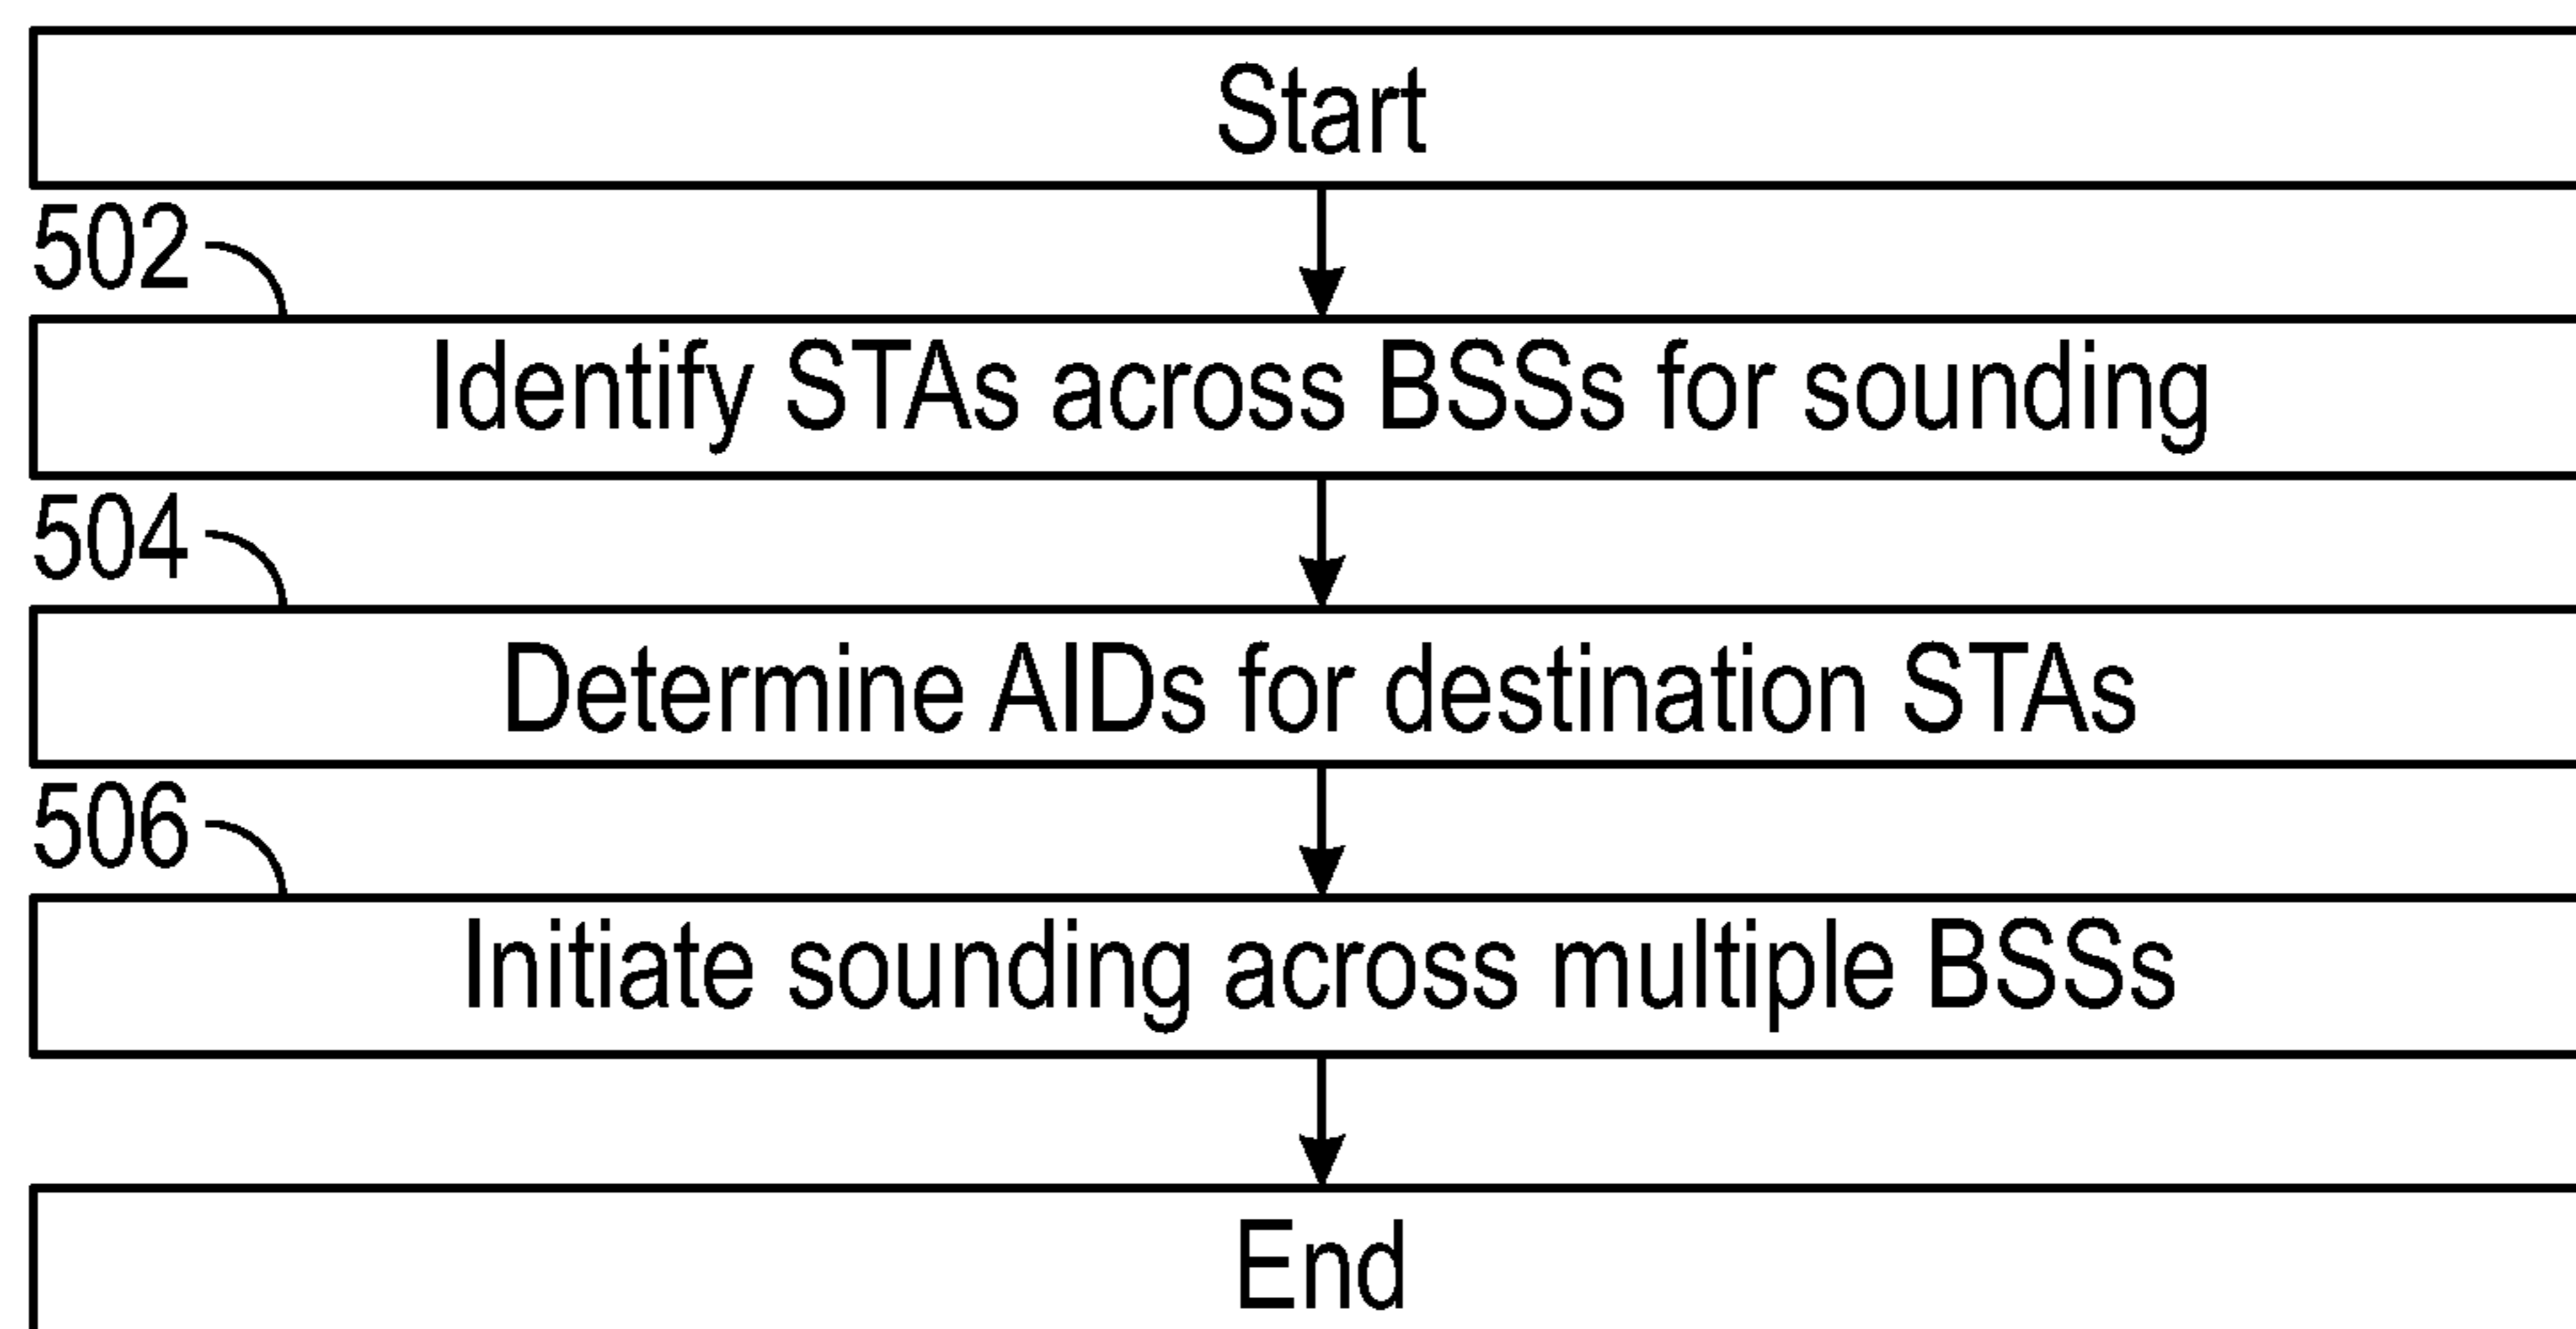 Start
502
Identify STAs across BSSs for sounding
504
Determine AIDs for destination STAs
506
Initiate sounding across multiple BSSs
End